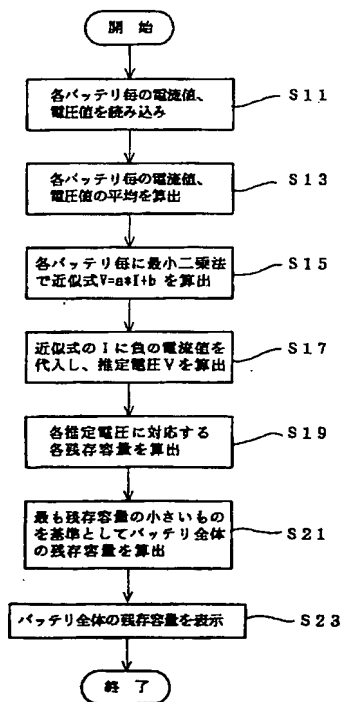 開 始
各バッテリ毎の電流値、
電圧値を読み込み
S11
各バッテリ毎の電流値、
電圧値の平均を算出
S13
各バッテリ毎に最小二乗法
で近似式V=a*I+b を算出
S15
近似式のIに負の電流値を
代入し、推定電圧Vを算出
S17
各推定電圧に対応する
各残存容量を算出
S19
最も残存容量の小さいもの
を基準としてバッテリ全体
の残存容量を算出
S21
バッテリ全体の残存容量を表示
S23
終 了